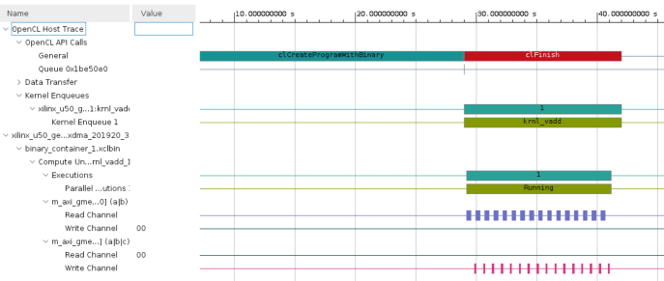 Name Value
10.000000000 s 20.000000000 s 30.000000000 s 40.000000000 s
OpenCL Host Trace
OpenCL API Calls
General clCreateProgramWithBinary clFinish
Queue 0x1be50e0
Data Transfer
Kernel Enqueues
xilinx_u50_g...1:krnl_vadd 1
Kernel Enqueue 1 krnl_vadd
xilinx_u50_ge...xdma_201920_3
binary_container_1.xclbin
Compute Un...rnl_vadd_1
Executions 1
Parallel ...utions Running
m_axi_gme...0] (a|b)
Read Channel
Write Channel 00
m_axi_gme...] (a|b|c)
Read Channel 00
Write Channel